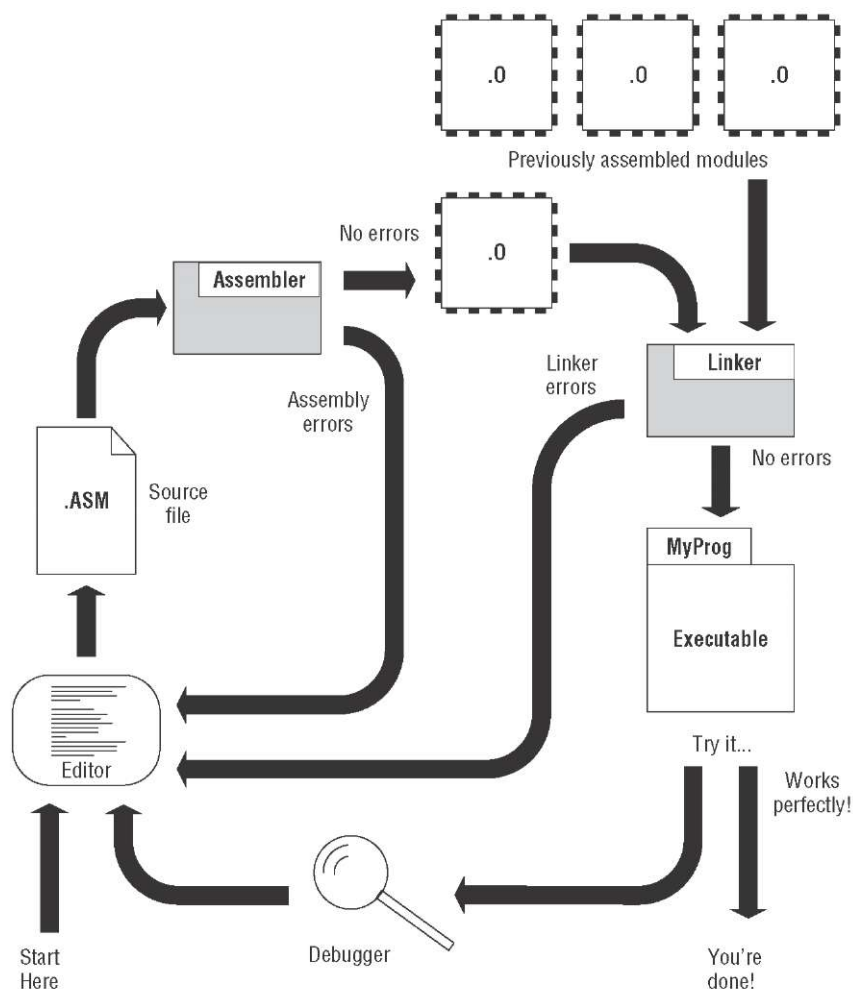 .O
.O
.O
Previously assembled modules
No errors
.O
Assembler
Linker
errors
Linker
Assembly
errors
No errors
.ASM
Source
file
MyProg
Executable
Editor
Try it...
Works
perfectly!
Start
Here
Debugger
You're
done!